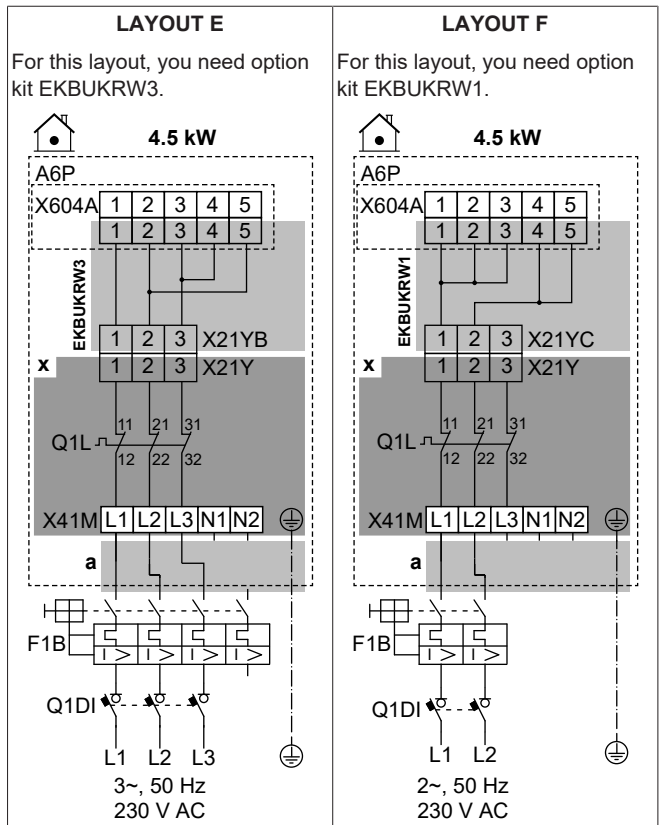 LAYOUT E
For this layout, you need option
kit EKBUKRW3.
4.5 kW
A6P
X604A 1 2 3 4 5
1 2 3 4 5
EKBUKRW3
1 2 3 X21YB
x 1 2 3 X21Y
11 21 31
Q1L
12 22 32
X41M L1 L2 L3 N1 N2
a
F1B
I > I > I > I >
Q1DI
L1 L2 L3
3~, 50 Hz
230 V AC
LAYOUT F
For this layout, you need option
kit EKBUKRW1.
4.5 kW
A6P
X604A 1 2 3 4 5
1 2 3 4 5
EKBUKRW1
1 2 3 X21YC
x 1 2 3 X21Y
11 21 31
Q1L
12 22 32
X41M L1 L2 L3 N1 N2
a
F1B
I > I >
Q1DI
L1 L2
2~, 50 Hz
230 V AC